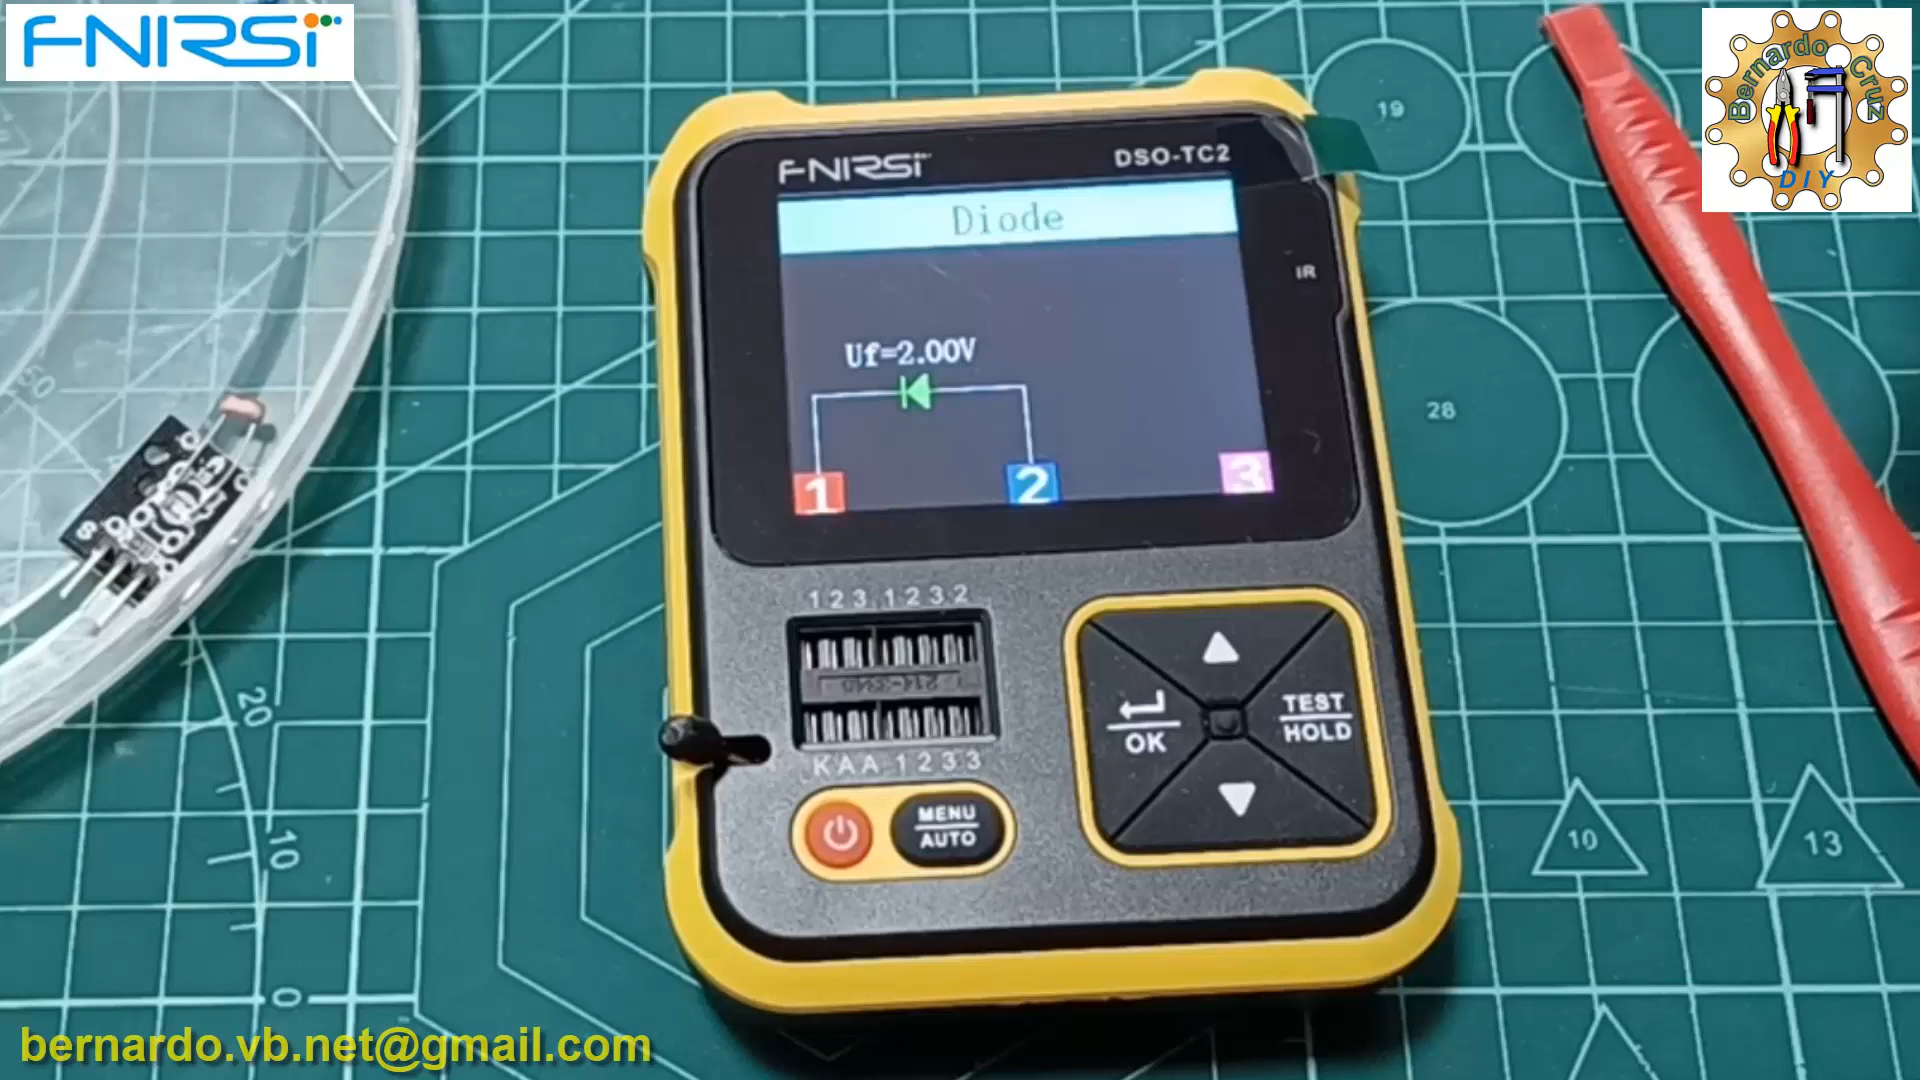 FNIRSI
Bernardo Cruz
DIY
FNIRSI
DSO-TC2
Diode
IR
Uf=2.00V
1
2
3
1 2 3 1 2 3 2
K A A 1 2 3 3
OK
TEST
HOLD
MENU
AUTO
S
19
28
10
13
20
10
0
bernardo.vb.net@gmail.com